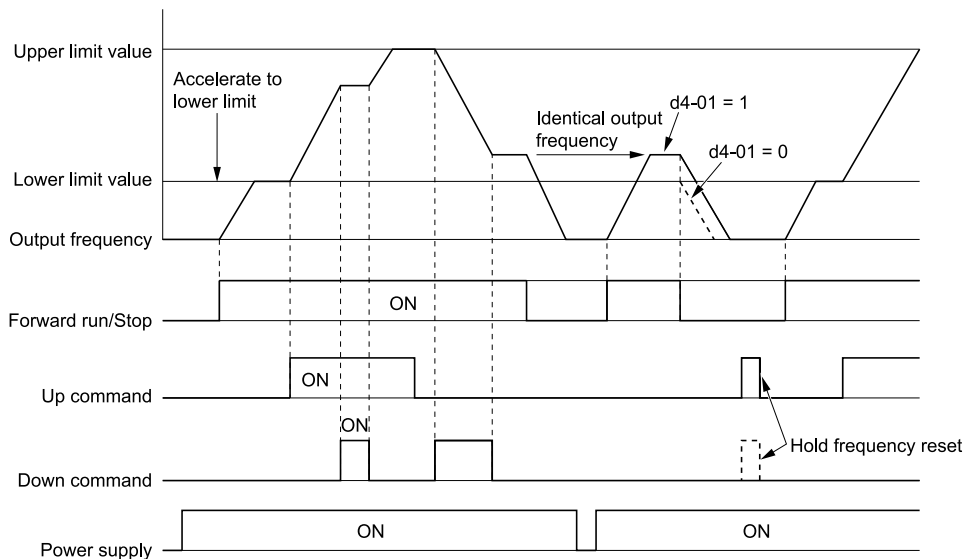 Upper limit value
Accelerate to
lower limit
d4-01 = 1
Identical output
frequency
d4-01 = 0
Lower limit value
Output frequency
ON
Forward run/Stop
ON
Up command
ON
Hold frequency reset
Down command
ON
ON
Power supply